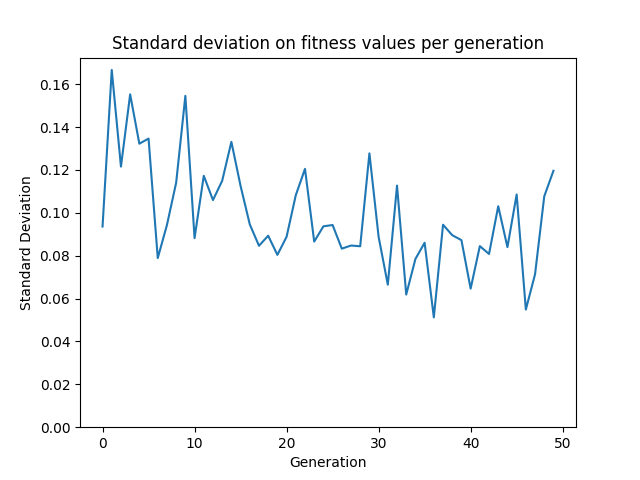 Standard deviation on fitness values per generation
0.16
0.14
0.12
0.10
0.08
0.06
0.04
0.02
0.00
Standard Deviation
0 10 20 30 40 50
Generation